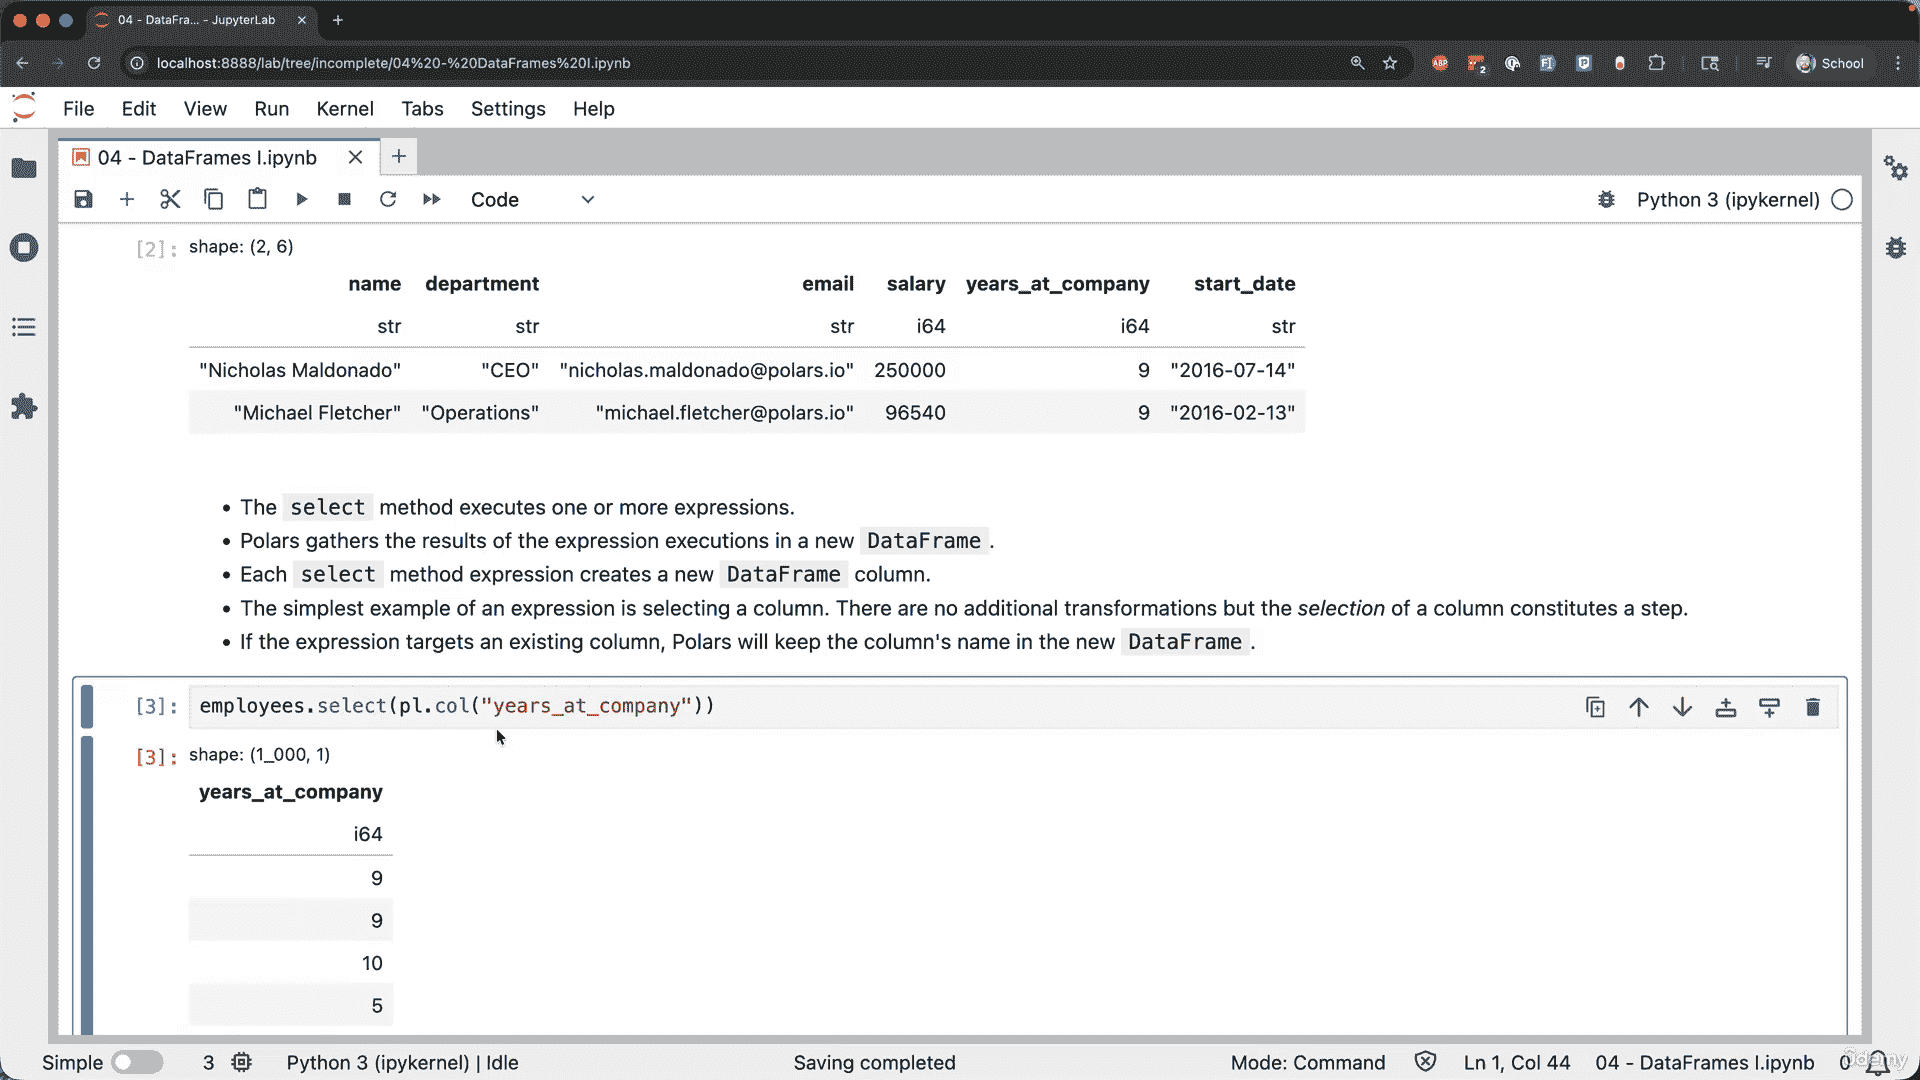 04 - DataFra... - JupyterLab
localhost:8888/lab/tree/incomplete/04%20-%20DataFrames%20I.ipynb
ABP
2
School
File Edit View Run Kernel Tabs Settings Help
04 - DataFrames I.ipynb
Code
Python 3 (ipykernel)
[2]: shape: (2, 6)
name department email salary years_at_company start_date
str str str i64 i64 str
"Nicholas Maldonado" "CEO" "nicholas.maldonado@polars.io" 250000 9 "2016-07-14"
"Michael Fletcher" "Operations" "michael.fletcher@polars.io" 96540 9 "2016-02-13"
• The select method executes one or more expressions.
• Polars gathers the results of the expression executions in a new DataFrame.
• Each select method expression creates a new DataFrame column.
• The simplest example of an expression is selecting a column. There are no additional transformations but the selection of a column constitutes a step.
• If the expression targets an existing column, Polars will keep the column's name in the new DataFrame.
[3]: employees.select(pl.col("years_at_company"))
[3]: shape: (1_000, 1)
years_at_company
i64
9
9
10
5
Simple 3 Python 3 (ipykernel) | Idle Saving completed Mode: Command Ln 1, Col 44 04 - DataFrames I.ipynb 0
udemy